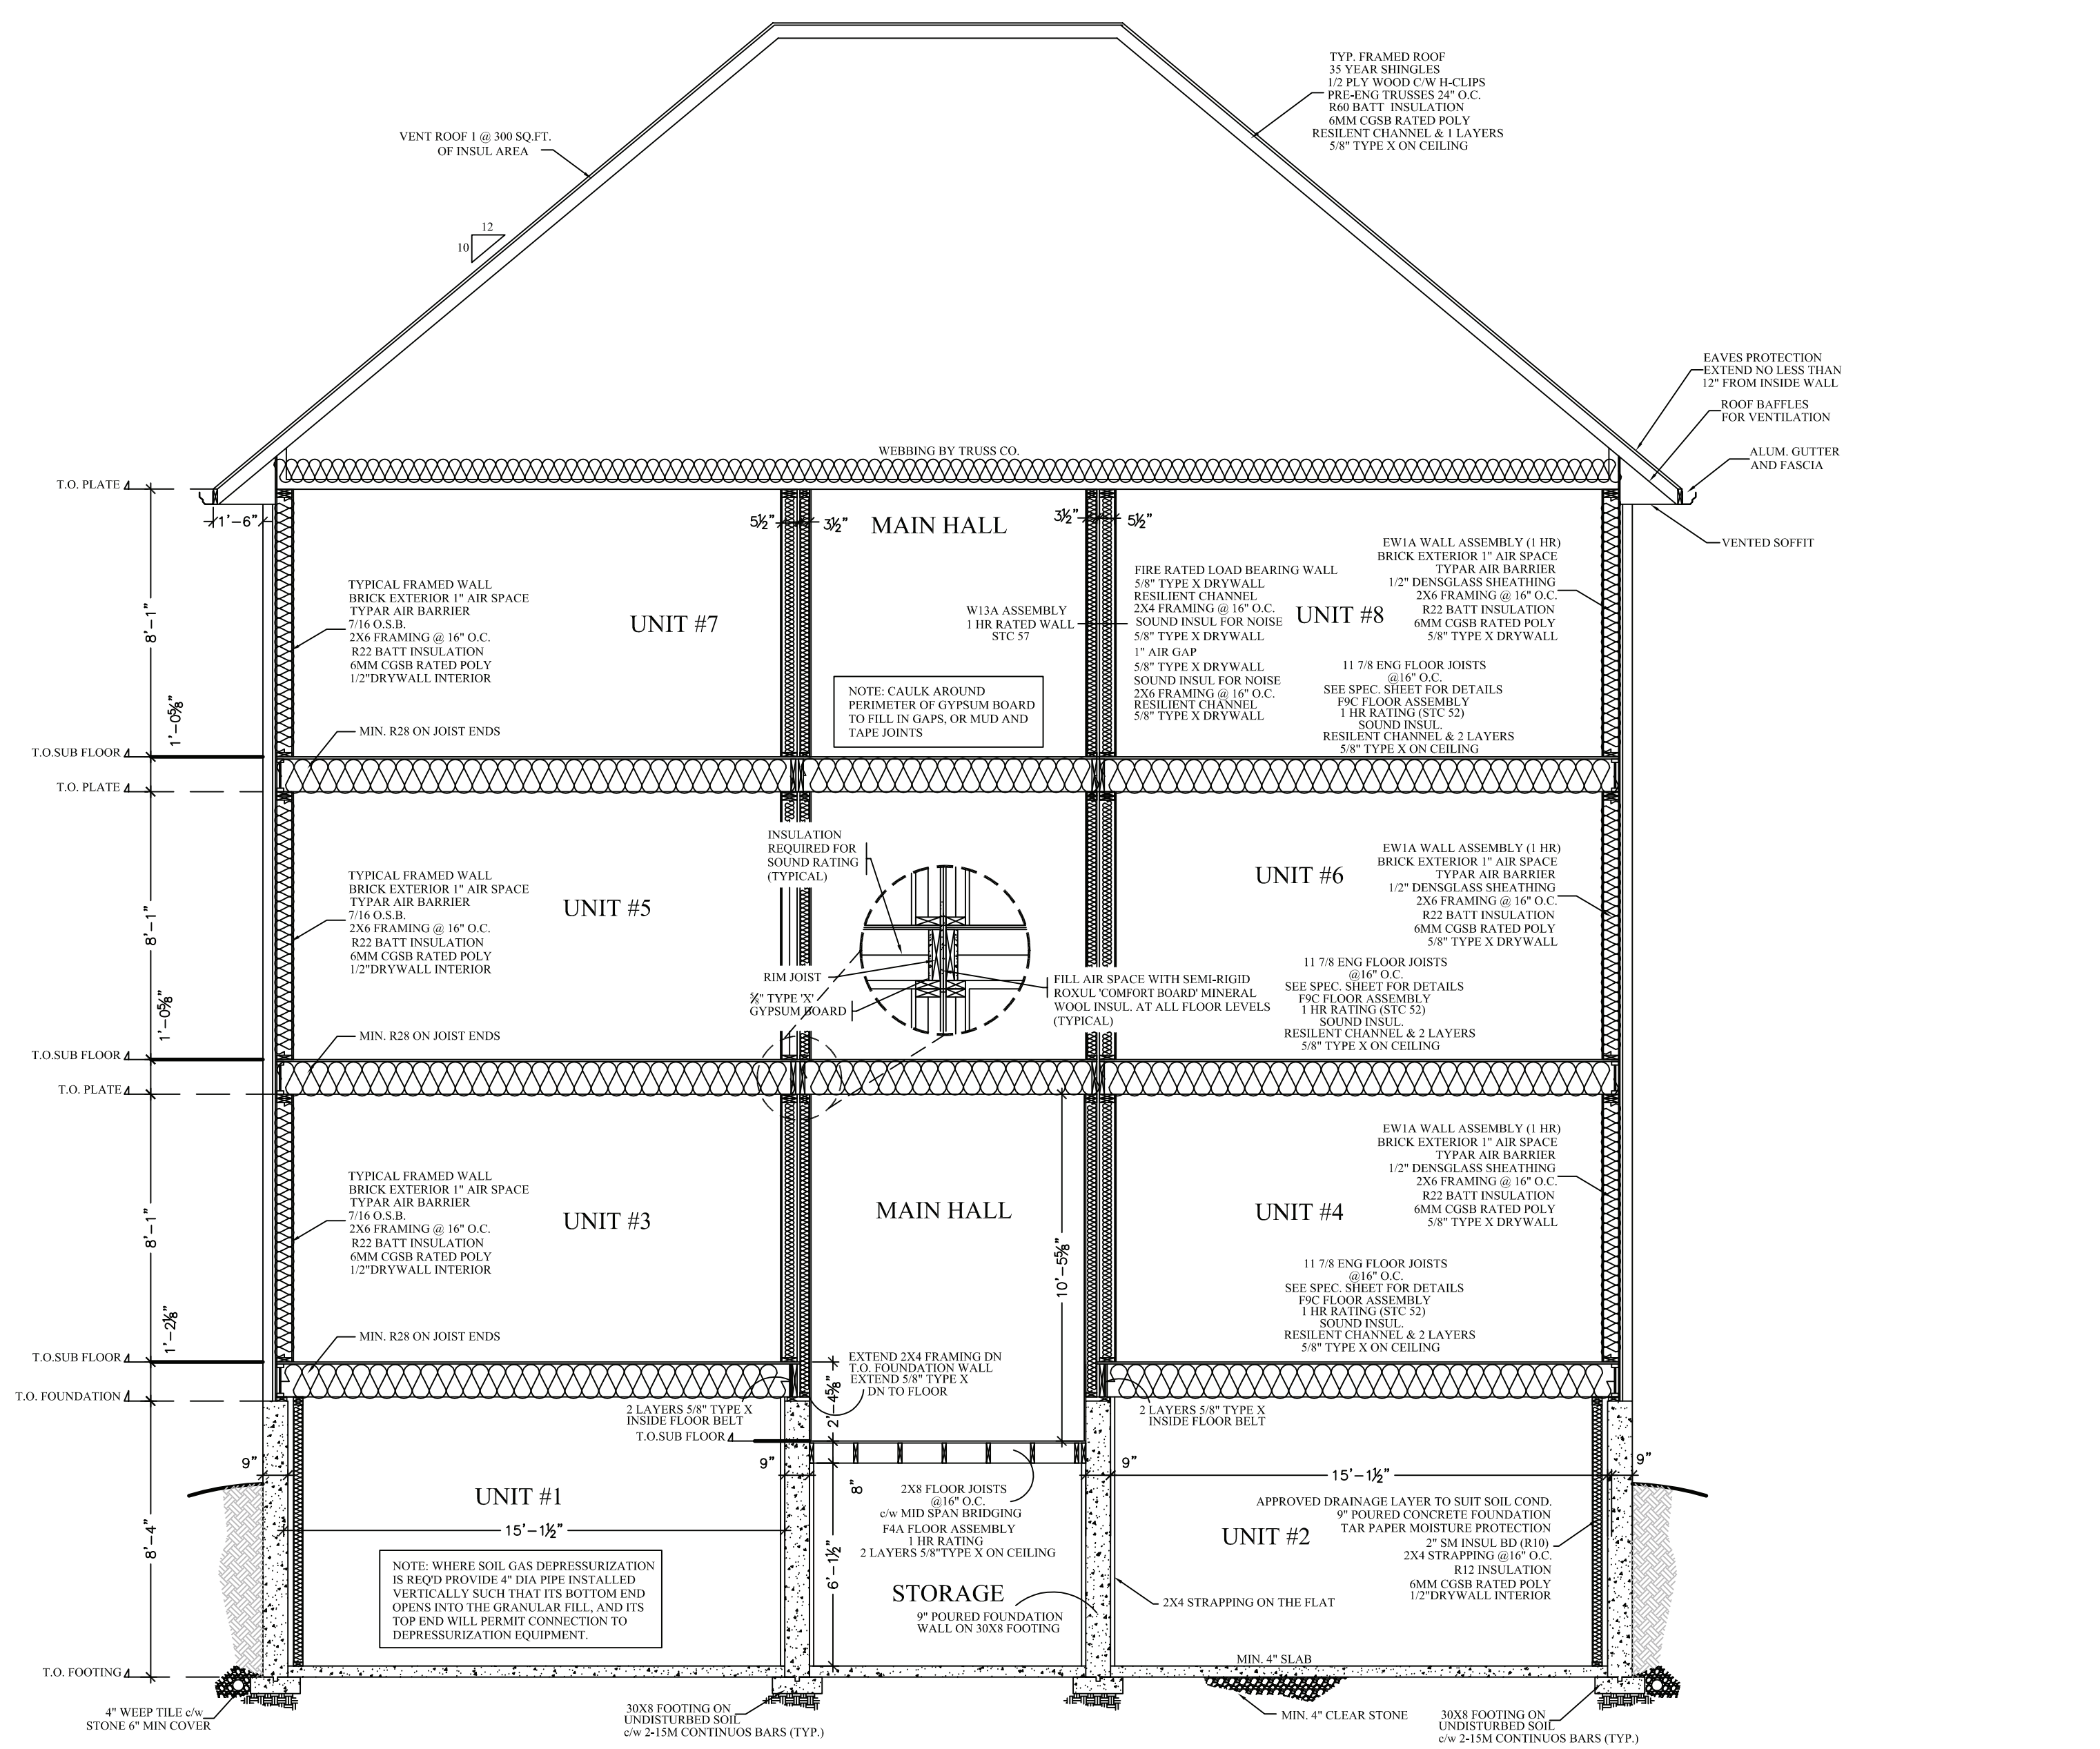 TYP. FRAMED ROOF
35 YEAR SHINGLES
1/2 PLY WOOD C/W H-CLIPS
PRE-ENG TRUSSES 24" O.C.
R60 BATT INSULATION
6MM CGSB RATED POLY
RESILENT CHANNEL & 1 LAYERS
5/8" TYPE X ON CEILING
VENT ROOF 1 @ 300 SQ.FT.
OF INSUL AREA
12
10
EAVES PROTECTION
EXTEND NO LESS THAN
12" FROM INSIDE WALL
ROOF BAFFLES
FOR VENTILATION
ALUM. GUTTER
AND FASCIA
VENTED SOFFIT
WEBBING BY TRUSS CO.
T.O. PLATE
1'-6"
5½"
3½"
MAIN HALL
3½"
5½"
8'-1"
TYPICAL FRAMED WALL
BRICK EXTERIOR 1" AIR SPACE
TYPAR AIR BARRIER
7/16 O.S.B.
2X6 FRAMING @ 16" O.C.
R22 BATT INSULATION
6MM CGSB RATED POLY
1/2"DRYWALL INTERIOR
UNIT #7
W13A ASSEMBLY
1 HR RATED WALL
STC 57
FIRE RATED LOAD BEARING WALL
5/8" TYPE X DRYWALL
RESILIENT CHANNEL
2X4 FRAMING @ 16" O.C.
SOUND INSUL FOR NOISE
5/8" TYPE X DRYWALL
1" AIR GAP
5/8" TYPE X DRYWALL
SOUND INSUL FOR NOISE
2X6 FRAMING @ 16" O.C.
RESILIENT CHANNEL
5/8" TYPE X DRYWALL
UNIT #8
EW1A WALL ASSEMBLY (1 HR)
BRICK EXTERIOR 1" AIR SPACE
TYPAR AIR BARRIER
1/2" DENSGLASS SHEATHING
2X6 FRAMING @ 16" O.C.
R22 BATT INSULATION
6MM CGSB RATED POLY
5/8" TYPE X DRYWALL
11 7/8 ENG FLOOR JOISTS
@16" O.C.
SEE SPEC. SHEET FOR DETAILS
F9C FLOOR ASSEMBLY
1 HR RATING (STC 52)
SOUND INSUL.
RESILENT CHANNEL & 2 LAYERS
5/8" TYPE X ON CEILING
NOTE: CAULK AROUND
PERIMETER OF GYPSUM BOARD
TO FILL IN GAPS, OR MUD AND
TAPE JOINTS
1'-0⅝"
MIN. R28 ON JOIST ENDS
T.O.SUB FLOOR
T.O. PLATE
8'-1"
TYPICAL FRAMED WALL
BRICK EXTERIOR 1" AIR SPACE
TYPAR AIR BARRIER
7/16 O.S.B.
2X6 FRAMING @ 16" O.C.
R22 BATT INSULATION
6MM CGSB RATED POLY
1/2"DRYWALL INTERIOR
UNIT #5
INSULATION
REQUIRED FOR
SOUND RATING
(TYPICAL)
RIM JOIST
⅝" TYPE 'X'
GYPSUM BOARD
FILL AIR SPACE WITH SEMI-RIGID
ROXUL 'COMFORT BOARD' MINERAL
WOOL INSUL. AT ALL FLOOR LEVELS
(TYPICAL)
UNIT #6
EW1A WALL ASSEMBLY (1 HR)
BRICK EXTERIOR 1" AIR SPACE
TYPAR AIR BARRIER
1/2" DENSGLASS SHEATHING
2X6 FRAMING @ 16" O.C.
R22 BATT INSULATION
6MM CGSB RATED POLY
5/8" TYPE X DRYWALL
11 7/8 ENG FLOOR JOISTS
@16" O.C.
SEE SPEC. SHEET FOR DETAILS
F9C FLOOR ASSEMBLY
1 HR RATING (STC 52)
SOUND INSUL.
RESILENT CHANNEL & 2 LAYERS
5/8" TYPE X ON CEILING
1'-0⅝"
MIN. R28 ON JOIST ENDS
T.O.SUB FLOOR
T.O. PLATE
8'-1"
TYPICAL FRAMED WALL
BRICK EXTERIOR 1" AIR SPACE
TYPAR AIR BARRIER
7/16 O.S.B.
2X6 FRAMING @ 16" O.C.
R22 BATT INSULATION
6MM CGSB RATED POLY
1/2"DRYWALL INTERIOR
UNIT #3
MAIN HALL
10'-5⅝"
UNIT #4
EW1A WALL ASSEMBLY (1 HR)
BRICK EXTERIOR 1" AIR SPACE
TYPAR AIR BARRIER
1/2" DENSGLASS SHEATHING
2X6 FRAMING @ 16" O.C.
R22 BATT INSULATION
6MM CGSB RATED POLY
5/8" TYPE X DRYWALL
11 7/8 ENG FLOOR JOISTS
@16" O.C.
SEE SPEC. SHEET FOR DETAILS
F9C FLOOR ASSEMBLY
1 HR RATING (STC 52)
SOUND INSUL.
RESILENT CHANNEL & 2 LAYERS
5/8" TYPE X ON CEILING
1'-2⅛"
MIN. R28 ON JOIST ENDS
T.O.SUB FLOOR
T.O. FOUNDATION
EXTEND 2X4 FRAMING DN
T.O. FOUNDATION WALL
EXTEND 5/8" TYPE X
DN TO FLOOR
2'-4⅝"
2 LAYERS 5/8" TYPE X
INSIDE FLOOR BELT
T.O.SUB FLOOR
2 LAYERS 5/8" TYPE X
INSIDE FLOOR BELT
9"
9"
9"
9"
8'-4"
UNIT #1
15'-1½"
NOTE: WHERE SOIL GAS DEPRESSURIZATION
IS REQ'D PROVIDE 4" DIA PIPE INSTALLED
VERTICALLY SUCH THAT ITS BOTTOM END
OPENS INTO THE GRANULAR FILL, AND ITS
TOP END WILL PERMIT CONNECTION TO
DEPRESSURIZATION EQUIPMENT.
8"
2X8 FLOOR JOISTS
@16" O.C.
c/w MID SPAN BRIDGING
F4A FLOOR ASSEMBLY
1 HR RATING
2 LAYERS 5/8"TYPE X ON CEILING
6'-1½"
STORAGE
9" POURED FOUNDATION
WALL ON 30X8 FOOTING
15'-1½"
UNIT #2
APPROVED DRAINAGE LAYER TO SUIT SOIL COND.
9" POURED CONCRETE FOUNDATION
TAR PAPER MOISTURE PROTECTION
2" SM INSUL BD (R10)
2X4 STRAPPING @16" O.C.
R12 INSULATION
6MM CGSB RATED POLY
1/2"DRYWALL INTERIOR
2X4 STRAPPING ON THE FLAT
MIN. 4" SLAB
T.O. FOOTING
4" WEEP TILE c/w
STONE 6" MIN COVER
30X8 FOOTING ON
UNDISTURBED SOIL
c/w 2-15M CONTINUOS BARS (TYP.)
MIN. 4" CLEAR STONE
30X8 FOOTING ON
UNDISTURBED SOIL
c/w 2-15M CONTINUOS BARS (TYP.)